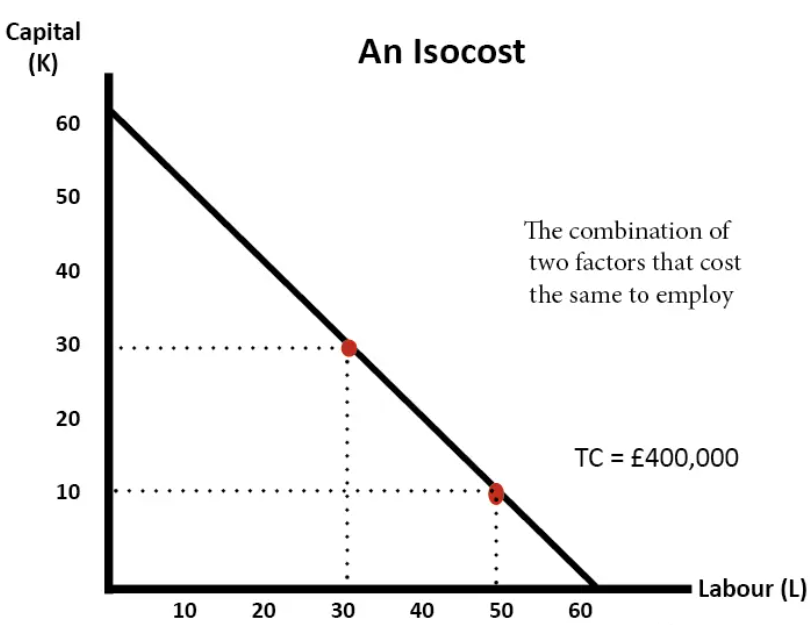 Capital
(K)
An Isocost
60
50
40
30
20
10
The combination of
two factors that cost
the same to employ
TC = £400,000
Labour (L)
10 20 30 40 50 60